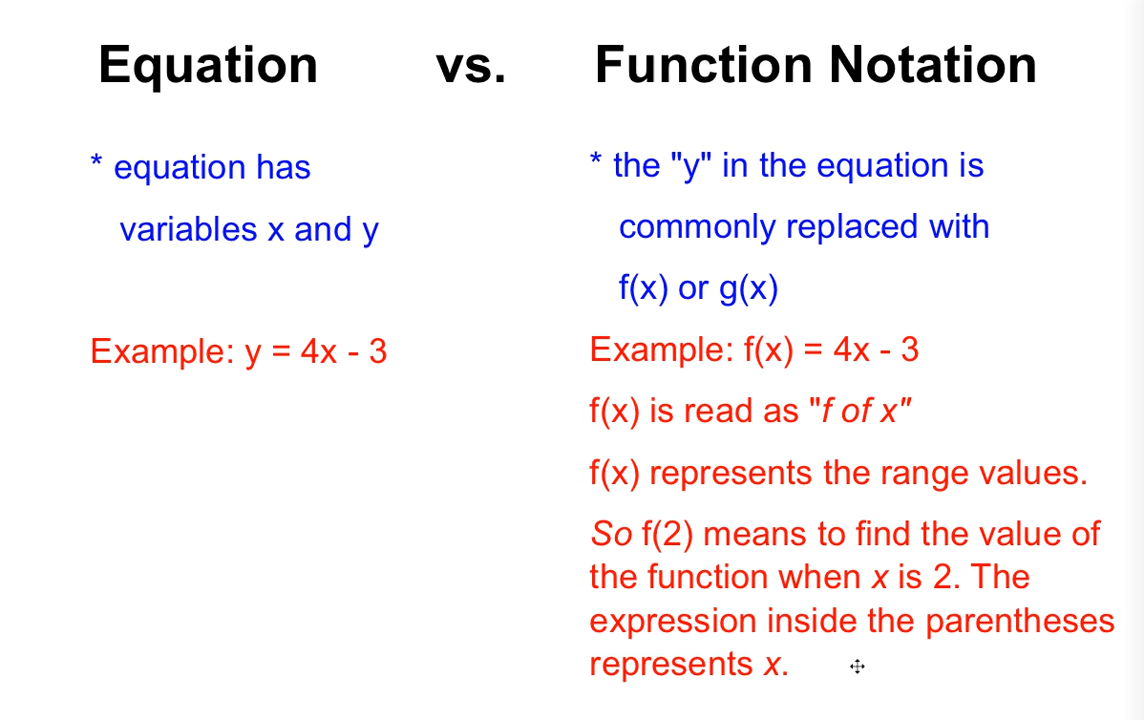 Equation vs. Function Notation
* equation has
variables x and y
Example: y = 4x - 3
* the "y" in the equation is
commonly replaced with
f(x) or g(x)
Example: f(x) = 4x - 3
f(x) is read as "f of x"
f(x) represents the range values.
So f(2) means to find the value of
the function when x is 2. The
expression inside the parentheses
represents x.